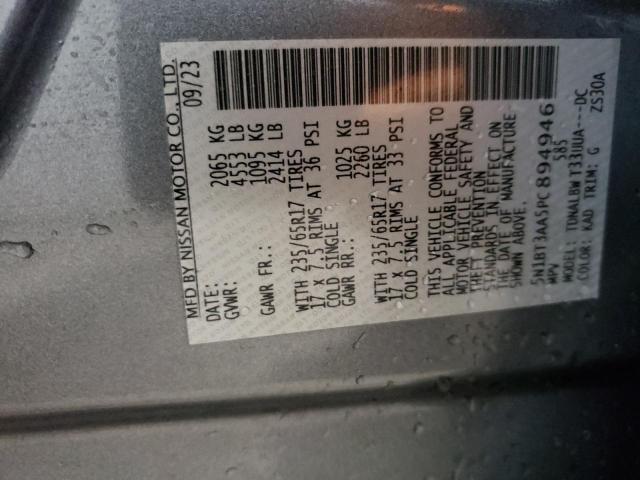 MFD BY NISSAN MOTOR CO., LTD.
DATE: 09/23
GVWR: 2065 KG
4553 LB
GAWR FR.: 1095 KG
2414 LB
WITH 235/65R17 TIRES
17 X 7.5 RIMS AT 36 PSI
COLD SINGLE
GAWR RR.: 1025 KG
2260 LB
WITH 235/65R17 TIRES
17 X 7.5 RIMS AT 33 PSI
COLD SINGLE
THIS VEHICLE CONFORMS TO
ALL APPLICABLE FEDERAL
MOTOR VEHICLE SAFETY AND
THEFT PREVENTION
STANDARDS IN EFFECT ON
THE DATE OF MANUFACTURE
SHOWN ABOVE.
5N1BT3AA5PC894946
MPV 585
MODEL: TUNALBW T33UUA---DC
COLOR: KAD TRIM: G ZS30A